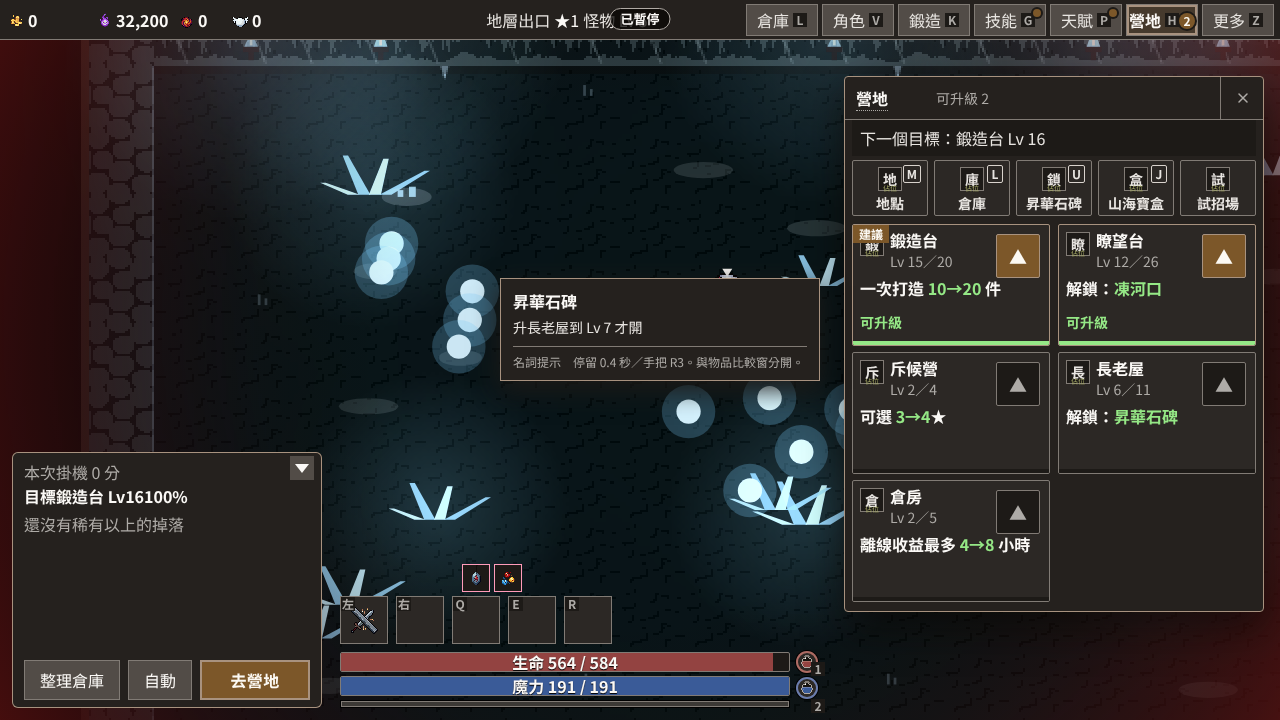 0
32,200
0
0
地層出口 ★1 怪物
已暫停
倉庫 L
角色 V
鍛造 K
技能 G
天賦 P
營地 H 2
更多 Z
營地
可升級 2
×
下一個目標：鍛造台 Lv 16
地 M
地點
庫 L
倉庫
鎖 U
昇華石碑
盒 J
山海寶盒
試
試招場
建議
鍛造台
Lv 15／20
一次打造 10→20 件
可升級
瞭
瞭望台
Lv 12／26
解鎖：凍河口
可升級
斥
斥候營
Lv 2／4
可選 3→4★
長
長老屋
Lv 6／11
解鎖：昇華石碑
倉
倉房
Lv 2／5
離線收益最多 4→8 小時
昇華石碑
升長老屋到 Lv 7 才開
名詞提示　停留 0.4 秒／手把 R3。與物品比較窗分開。
本次掛機 0 分
目標鍛造台 Lv16100%
還沒有稀有以上的掉落
整理倉庫
自動
去營地
左
右
Q
E
R
生命 564 / 584
1
魔力 191 / 191
2